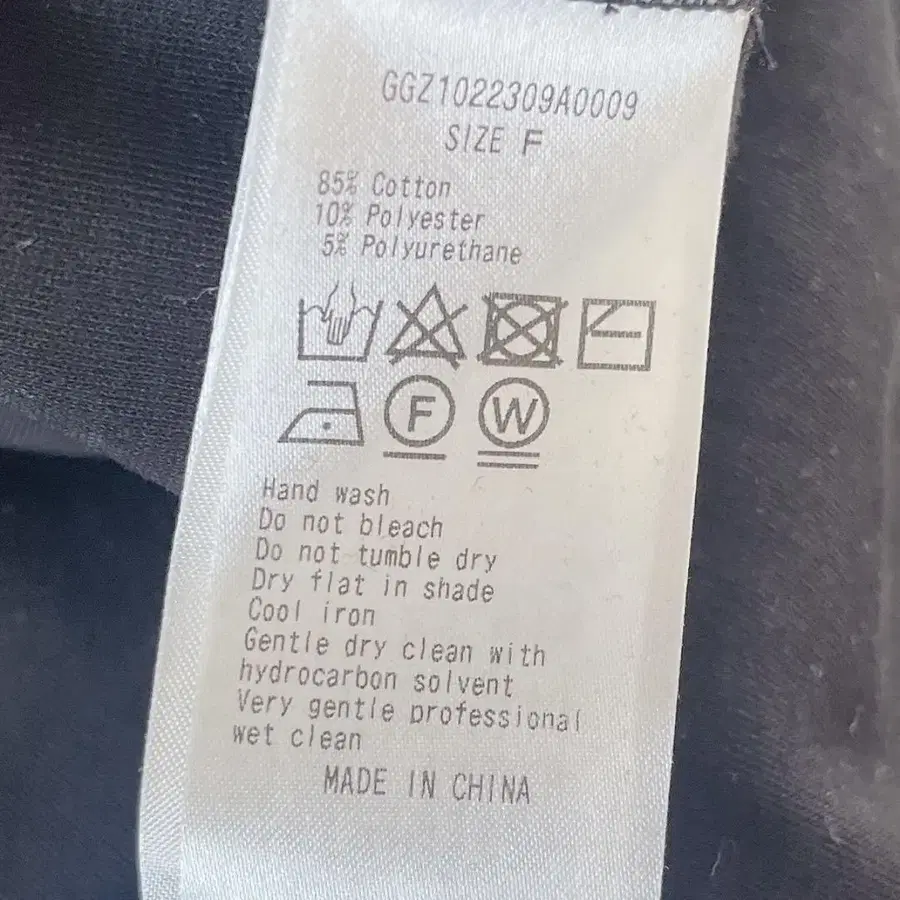 GGZ1022309A0009
SIZE F
85% Cotton
10% Polyester
5% Polyurethane
F W
Hand wash
Do not bleach
Do not tumble dry
Dry flat in shade
Cool iron
Gentle dry clean with
hydrocarbon solvent
Very gentle professional
wet clean
MADE IN CHINA